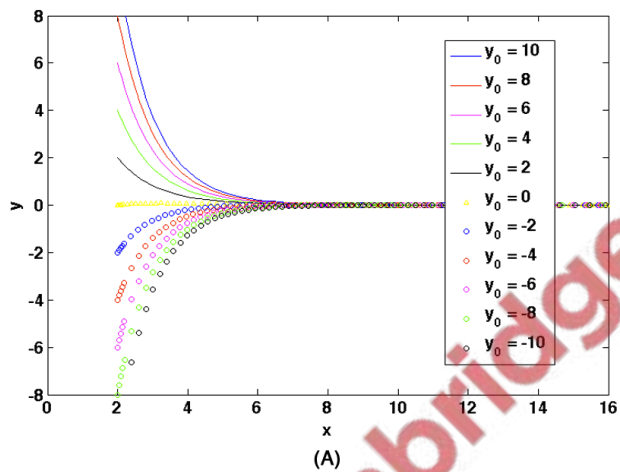 8
6
4
2
0
-2
-4
-6
-8
y
0 2 4 6 8 10 12 14 16
x
y0 = 10
y0 = 8
y0 = 6
y0 = 4
y0 = 2
y0 = 0
y0 = -2
y0 = -4
y0 = -6
y0 = -8
y0 = -10
(A)